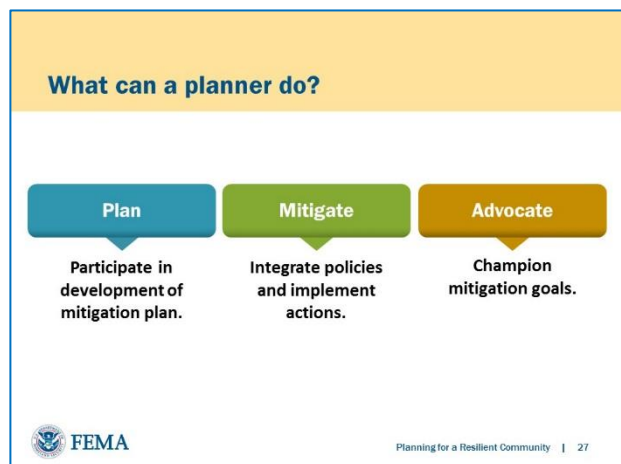 What can a planner do?
Plan
Participate in
development of
mitigation plan.
Mitigate
Integrate policies
and implement
actions.
Advocate
Champion
mitigation goals.
FEMA
Planning for a Resilient Community | 27